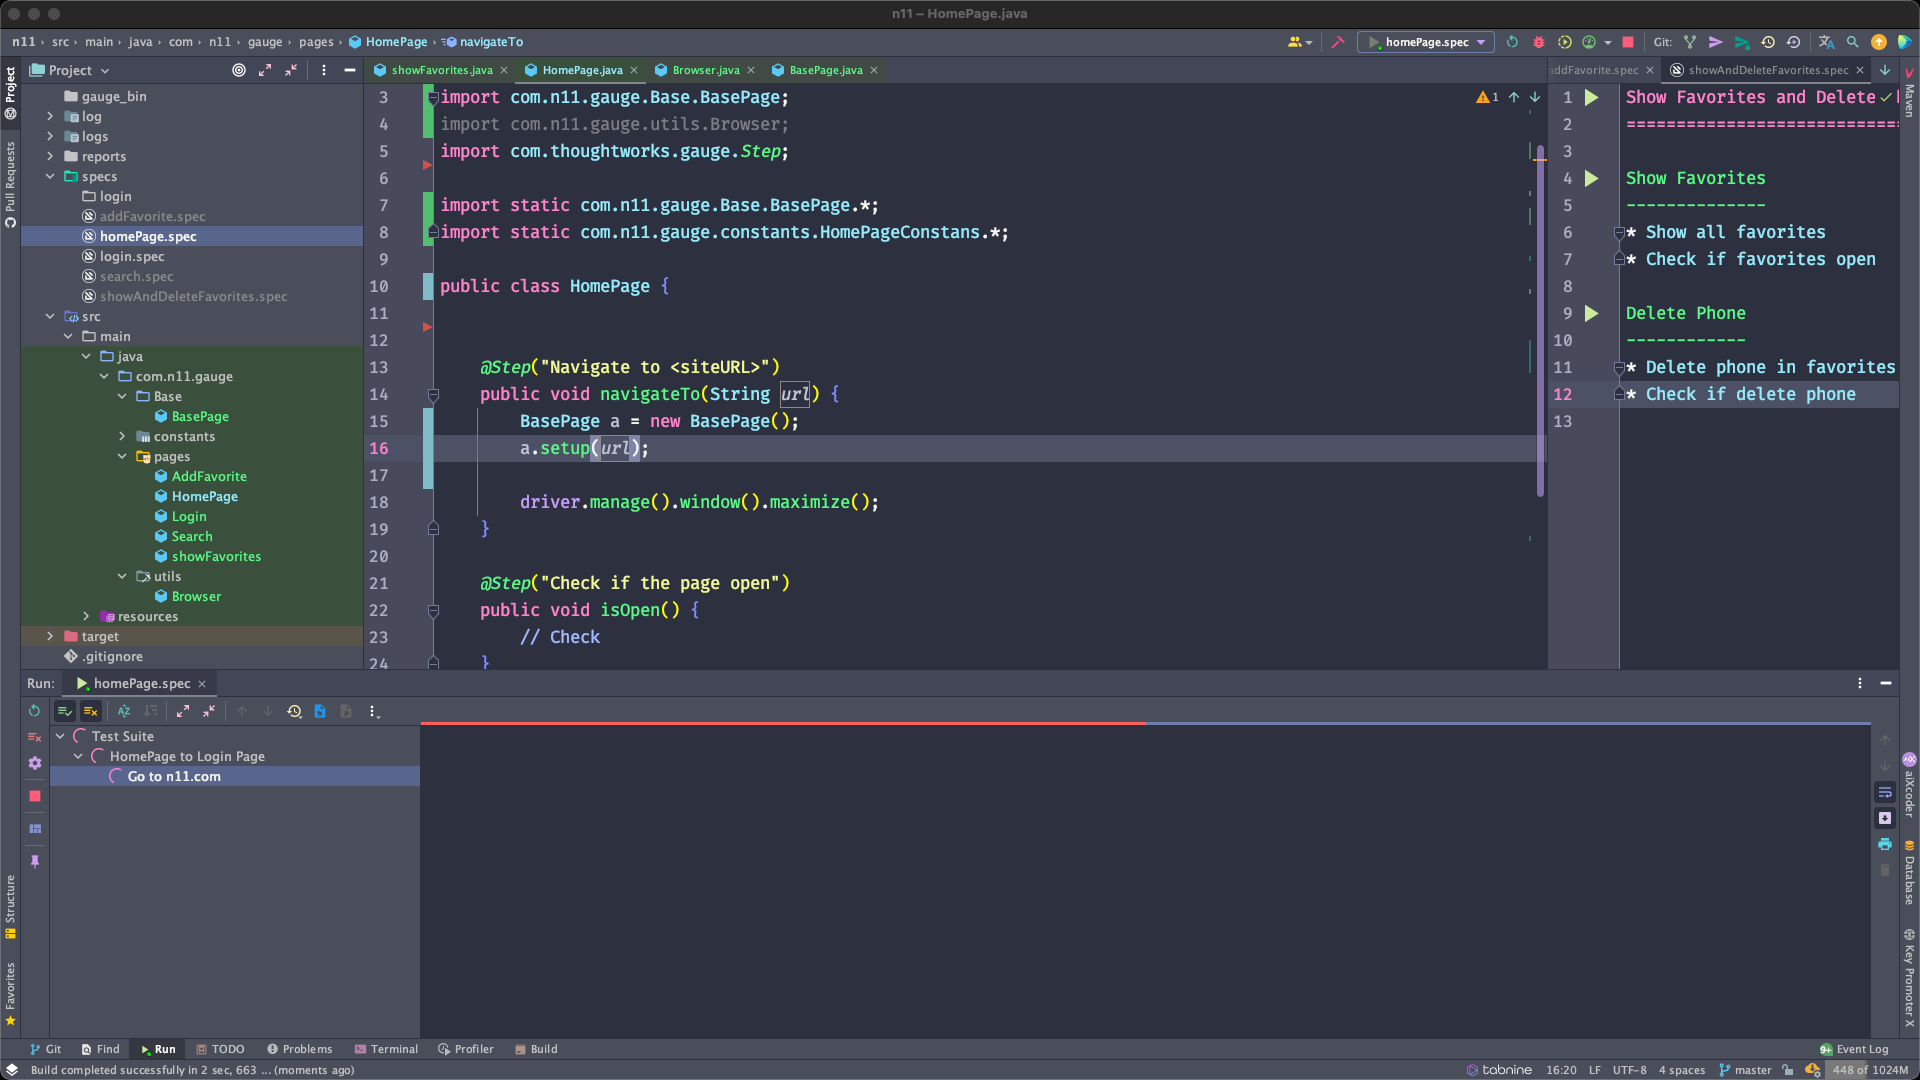 n11 – HomePage.java
n11 › src › main › java › com › n11 › gauge › pages › HomePage › navigateTo
homePage.spec
Git:
Project
showFavorites.java
HomePage.java
Browser.java
BasePage.java
addFavorite.spec
showAndDeleteFavorites.spec
gauge_bin
log
logs
reports
specs
login
addFavorite.spec
homePage.spec
login.spec
search.spec
showAndDeleteFavorites.spec
src
main
java
com.n11.gauge
Base
BasePage
constants
pages
AddFavorite
HomePage
Login
Search
showFavorites
utils
Browser
resources
target
.gitignore
3 import com.n11.gauge.Base.BasePage;
4 import com.n11.gauge.utils.Browser;
5 import com.thoughtworks.gauge.Step;
6
7 import static com.n11.gauge.Base.BasePage.*;
8 import static com.n11.gauge.constants.HomePageConstans.*;
9
10 public class HomePage {
11
12
13 @Step("Navigate to <siteURL>")
14 public void navigateTo(String url) {
15 BasePage a = new BasePage();
16 a.setup(url);
17
18 driver.manage().window().maximize();
19 }
20
21 @Step("Check if the page open")
22 public void isOpen() {
23 // Check
24 }
1
1 Show Favorites and Delete
2 ===========================
3
4 Show Favorites
5 --------------
6 * Show all favorites
7 * Check if favorites open
8
9 Delete Phone
10 ------------
11 * Delete phone in favorites
12 * Check if delete phone
13
Project
Pull Requests
Structure
Favorites
Maven
aiXcoder
Database
Key Promoter X
Run: homePage.spec
Test Suite
HomePage to Login Page
Go to n11.com
Git
Find
Run
TODO
Problems
Terminal
Profiler
Build
9+ Event Log
Build completed successfully in 2 sec, 663 ... (moments ago)
tabnine
16:20
LF
UTF-8
4 spaces
master
448 of 1024M